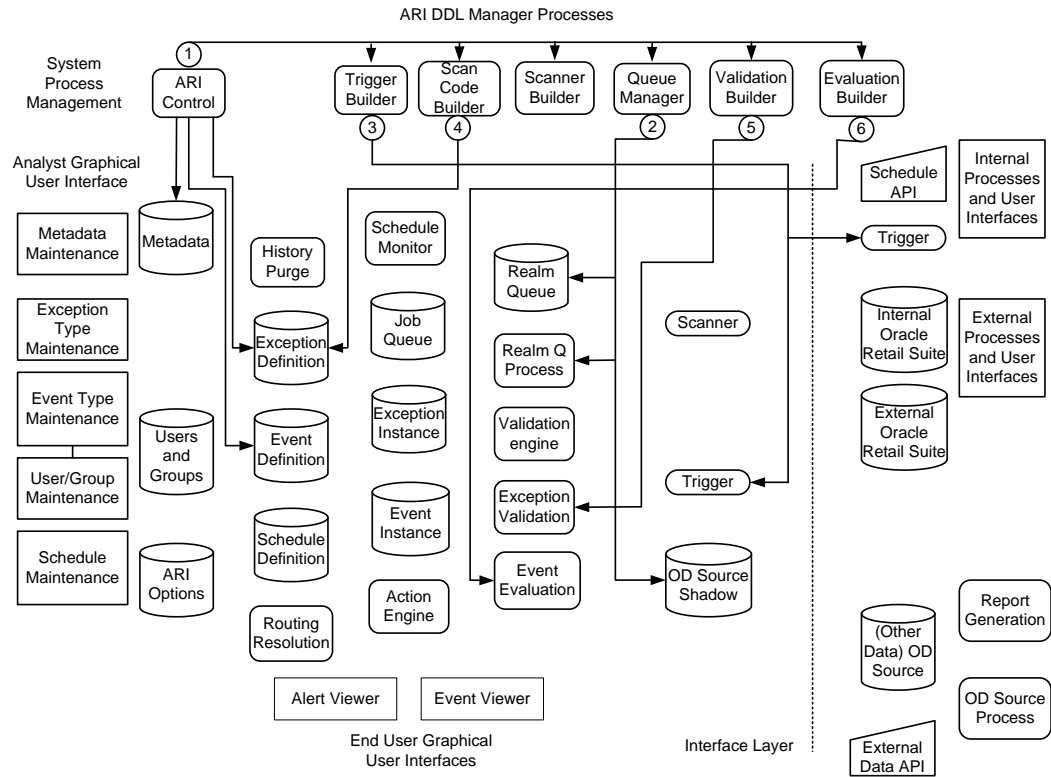 ARI DDL Manager Processes
System
Process
Management
1
ARI
Control
Trigger
Builder
3
Scan
Code
Builder
4
Scanner
Builder
Queue
Manager
2
Validation
Builder
5
Evaluation
Builder
6
Analyst Graphical
User Interface
Metadata
Maintenance
Exception
Type
Maintenance
Event Type
Maintenance
User/Group
Maintenance
Schedule
Maintenance
Metadata
Users
and
Groups
ARI
Options
History
Purge
Exception
Definition
Event
Definition
Schedule
Definition
Routing
Resolution
Schedule
Monitor
Job
Queue
Exception
Instance
Event
Instance
Action
Engine
Realm
Queue
Realm Q
Process
Validation
engine
Exception
Validation
Event
Evaluation
Scanner
Trigger
OD Source
Shadow
Schedule
API
Trigger
Internal
Oracle
Retail Suite
External
Oracle
Retail Suite
(Other
Data) OD
Source
External
Data API
Internal
Processes
and User
Interfaces
External
Processes
and User
Interfaces
Report
Generation
OD Source
Process
Alert Viewer
Event Viewer
End User Graphical
User Interfaces
Interface Layer